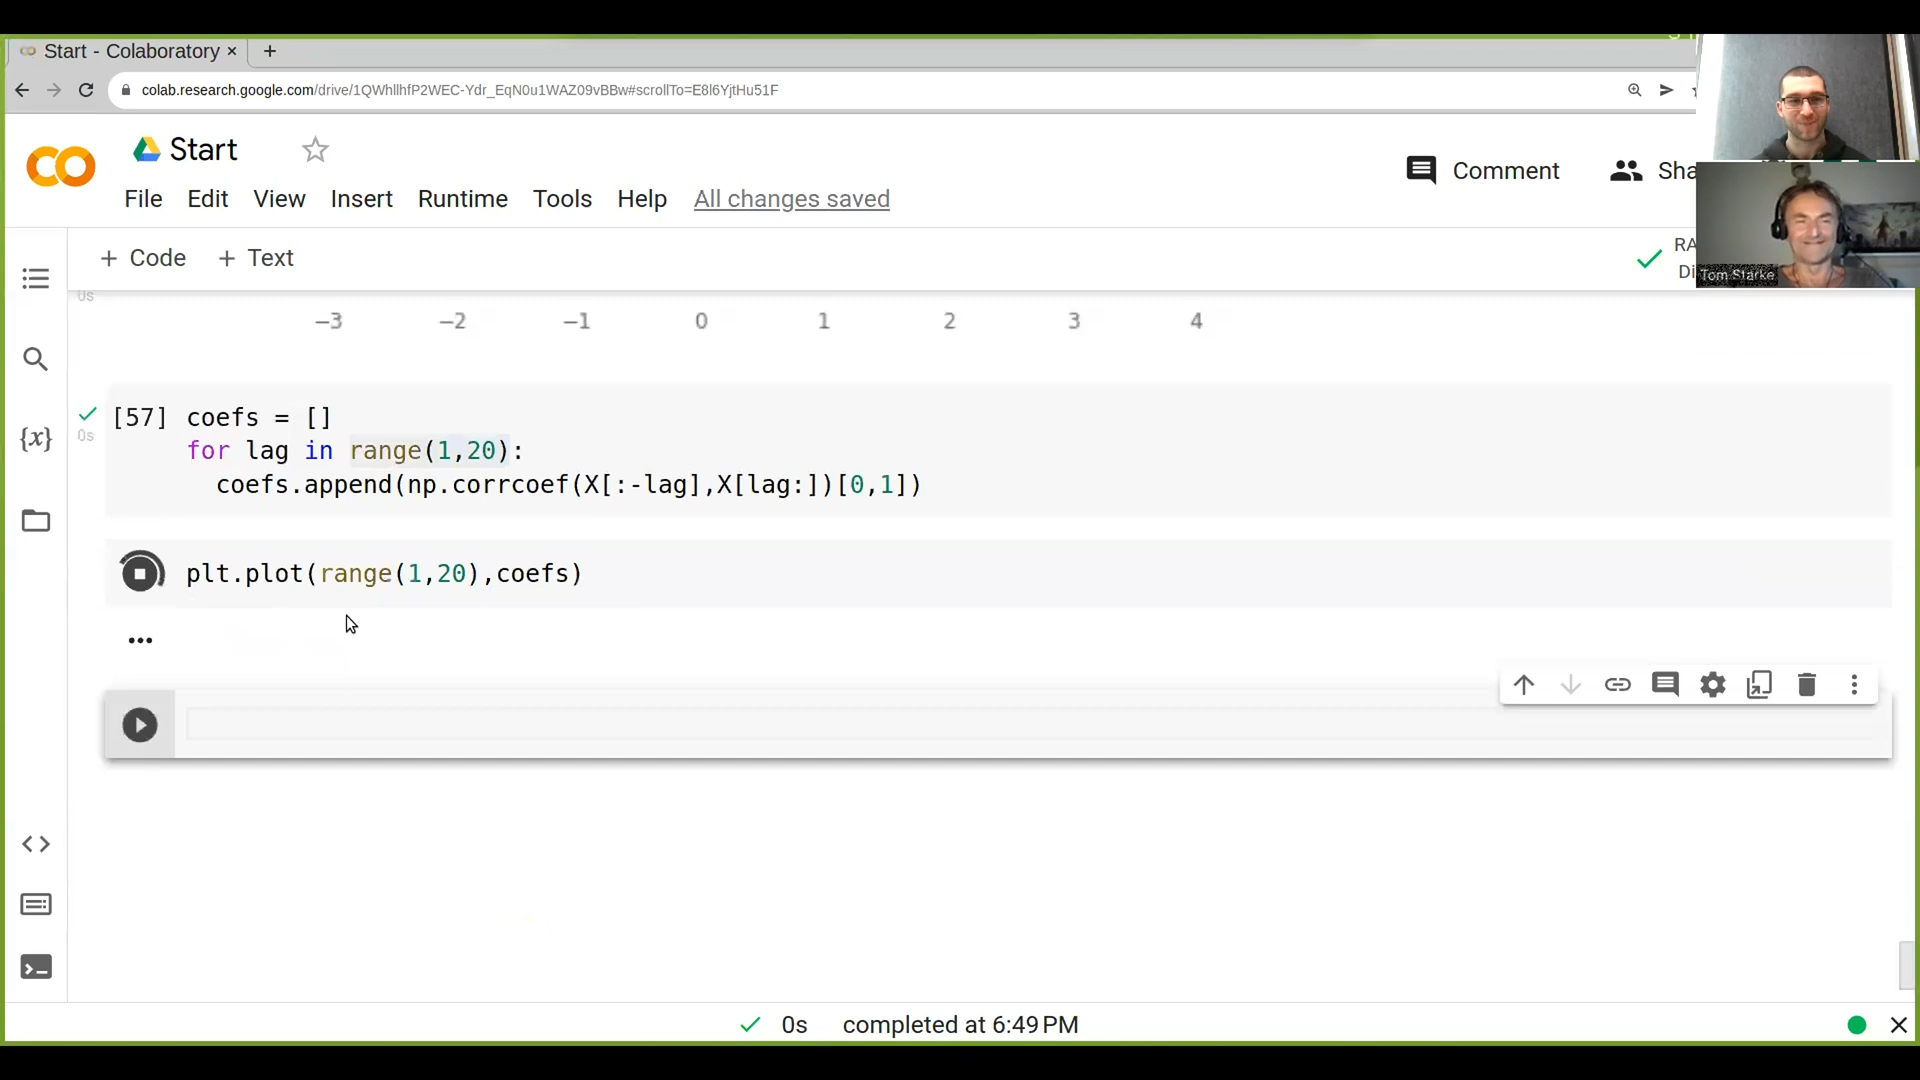 Start - Colaboratory
colab.research.google.com/drive/1QWhllhfP2WEC-Ydr_EqN0u1WAZ09vBBw#scrollTo=E8l6YjtHu51F
Start
Comment
Sha
File Edit View Insert Runtime Tools Help All changes saved
+ Code + Text
RA
Di
Tom Starke
0s
−3 −2 −1 0 1 2 3 4
[57] coefs = []
0s
for lag in range(1,20):
coefs.append(np.corrcoef(X[:-lag],X[lag:])[0,1])
plt.plot(range(1,20),coefs)
{x}
0s completed at 6:49 PM